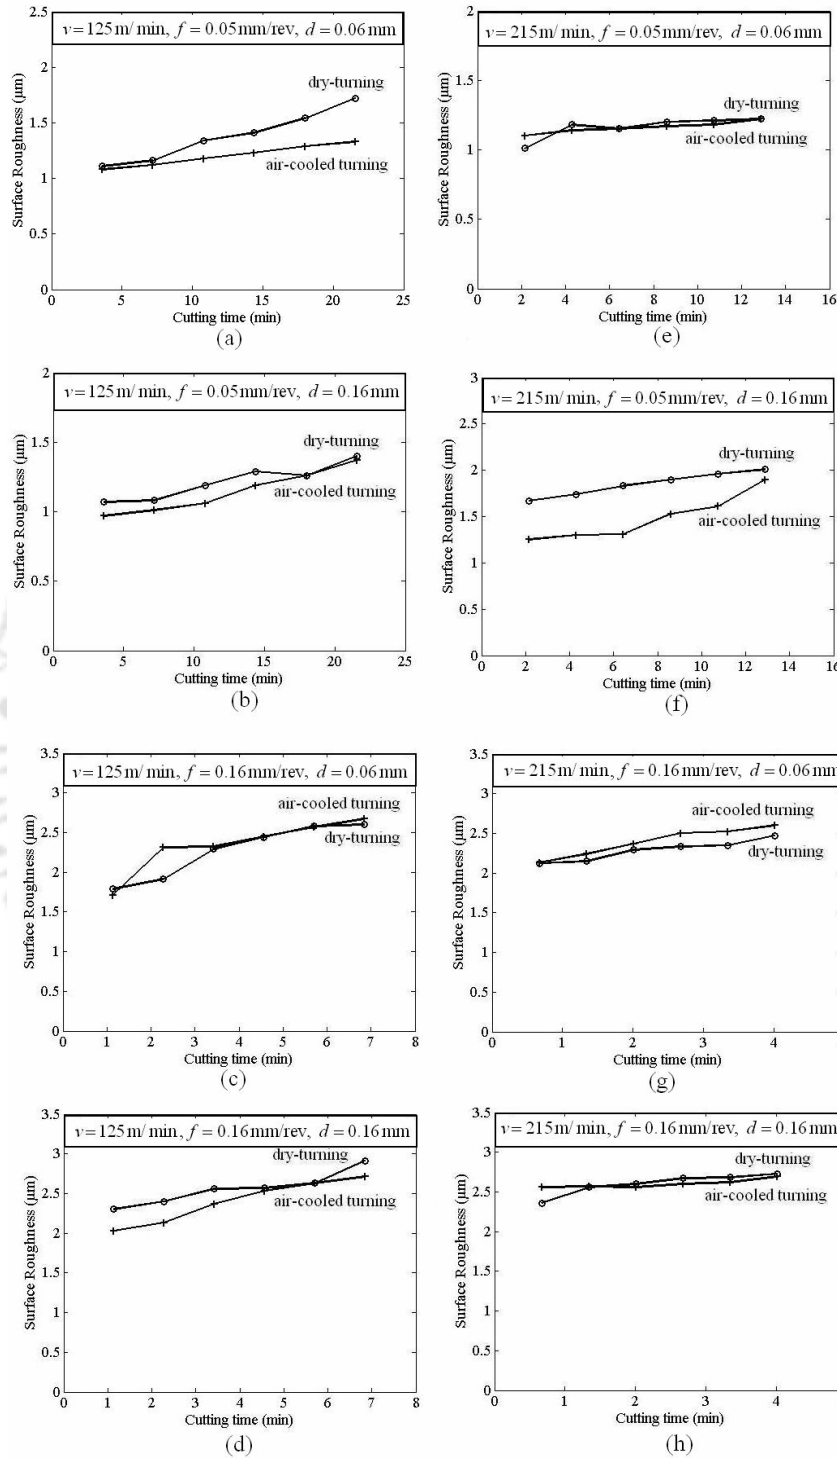 v = 125 m/ min, f = 0.05 mm/rev, d = 0.06 mm
2.5
2
1.5
1
0.5
0
Surface Roughness (µm)
dry-turning
air-cooled turning
5
10
15
20
25
Cutting time (min)
(a)
v = 215 m/ min, f = 0.05 mm/rev, d = 0.06 mm
2
1.5
1
0.5
0
Surface Roughness (µm)
dry-turning
air-cooled turning
0
2
4
6
8
10
12
14
16
Cutting time (min)
(e)
v = 125 m/ min, f = 0.05 mm/rev, d = 0.16 mm
2
1.5
1
0.5
0
Surface Roughness (µm)
dry-turning
air-cooled turning
5
10
15
20
25
Cutting time (min)
(b)
v = 215 m/ min, f = 0.05 mm/rev, d = 0.16 mm
3
2.5
2
1.5
1
0.5
0
Surface Roughness (µm)
dry-turning
air-cooled turning
0
2
4
6
8
10
12
14
16
Cutting time (min)
(f)
v = 125 m/ min, f = 0.16 mm/rev, d = 0.06 mm
3.5
3
2.5
2
1.5
1
0.5
0
Surface Roughness (µm)
air-cooled turning
dry-turning
0
1
2
3
4
5
6
7
8
Cutting time (min)
(c)
v = 215 m/ min, f = 0.16 mm/rev, d = 0.06 mm
3.5
3
2.5
2
1.5
1
0.5
0
Surface Roughness (µm)
air-cooled turning
dry-turning
0
1
2
3
4
Cutting time (min)
(g)
v = 125 m/ min, f = 0.16 mm/rev, d = 0.16 mm
3.5
3
2.5
2
1.5
1
0.5
0
Surface Roughness (µm)
dry-turning
air-cooled turning
0
1
2
3
4
5
6
7
8
Cutting time (min)
(d)
v = 215 m/ min, f = 0.16 mm/rev, d = 0.16 mm
3.5
3
2.5
2
1.5
1
0.5
0
Surface Roughness (µm)
dry-turning
air-cooled turning
0
1
2
3
4
Cutting time (min)
(h)